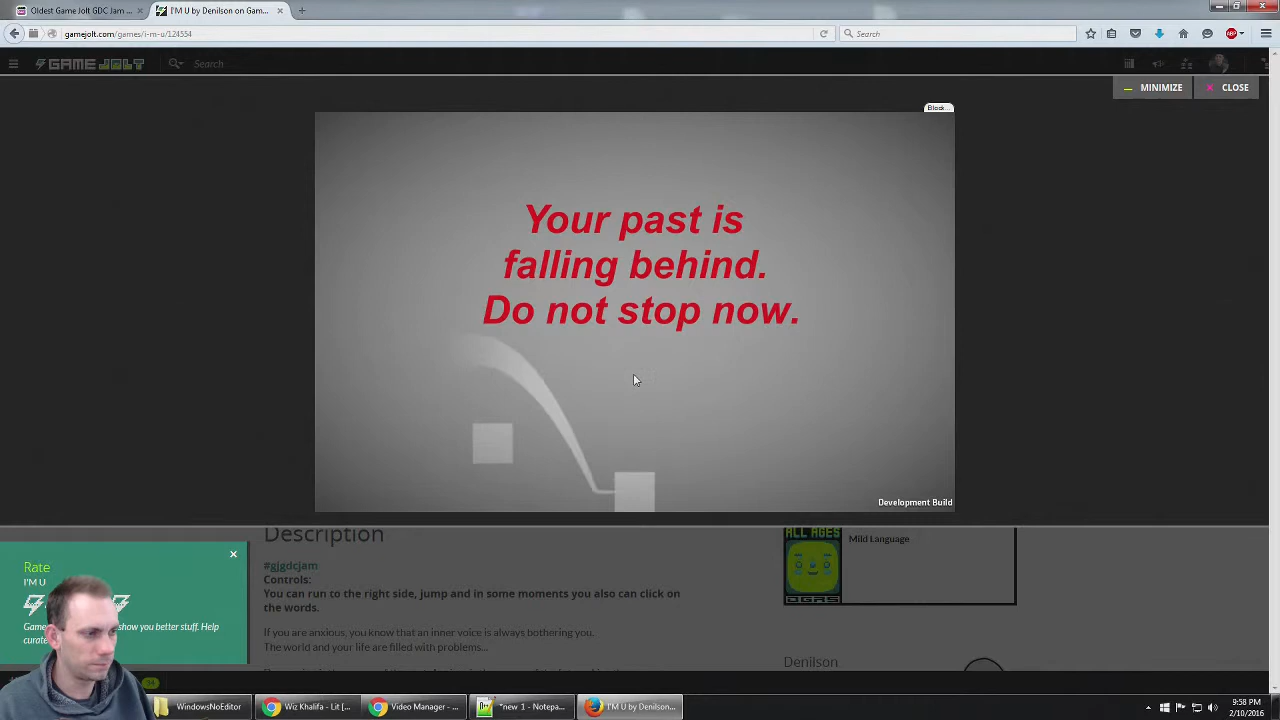 Oldest Game Jolt GDC Jam ...
I'M U by Denilson on Gam...
gamejolt.com/games/i-m-u/124554
Search
GAME JOLT
Search...
MINIMIZE
CLOSE
Block...
Your past is
falling behind.
Do not stop now.
Development Build
Description
#gjgdcjam
Controls:
You can run to the right side, jump and in some moments you also can click on
the words.
If you are anxious, you know that an inner voice is always bothering you.
The world and your life are filled with problems...
Rate
I'M U
Game
show you better stuff. Help
curate
ALL AGES
Mild Language
Denilson
WindowsNoEditor
Wiz Khalifa - Lit [...
Video Manager - ...
*new 1 - Notepa...
I'M U by Denilson...
9:58 PM
2/10/2016